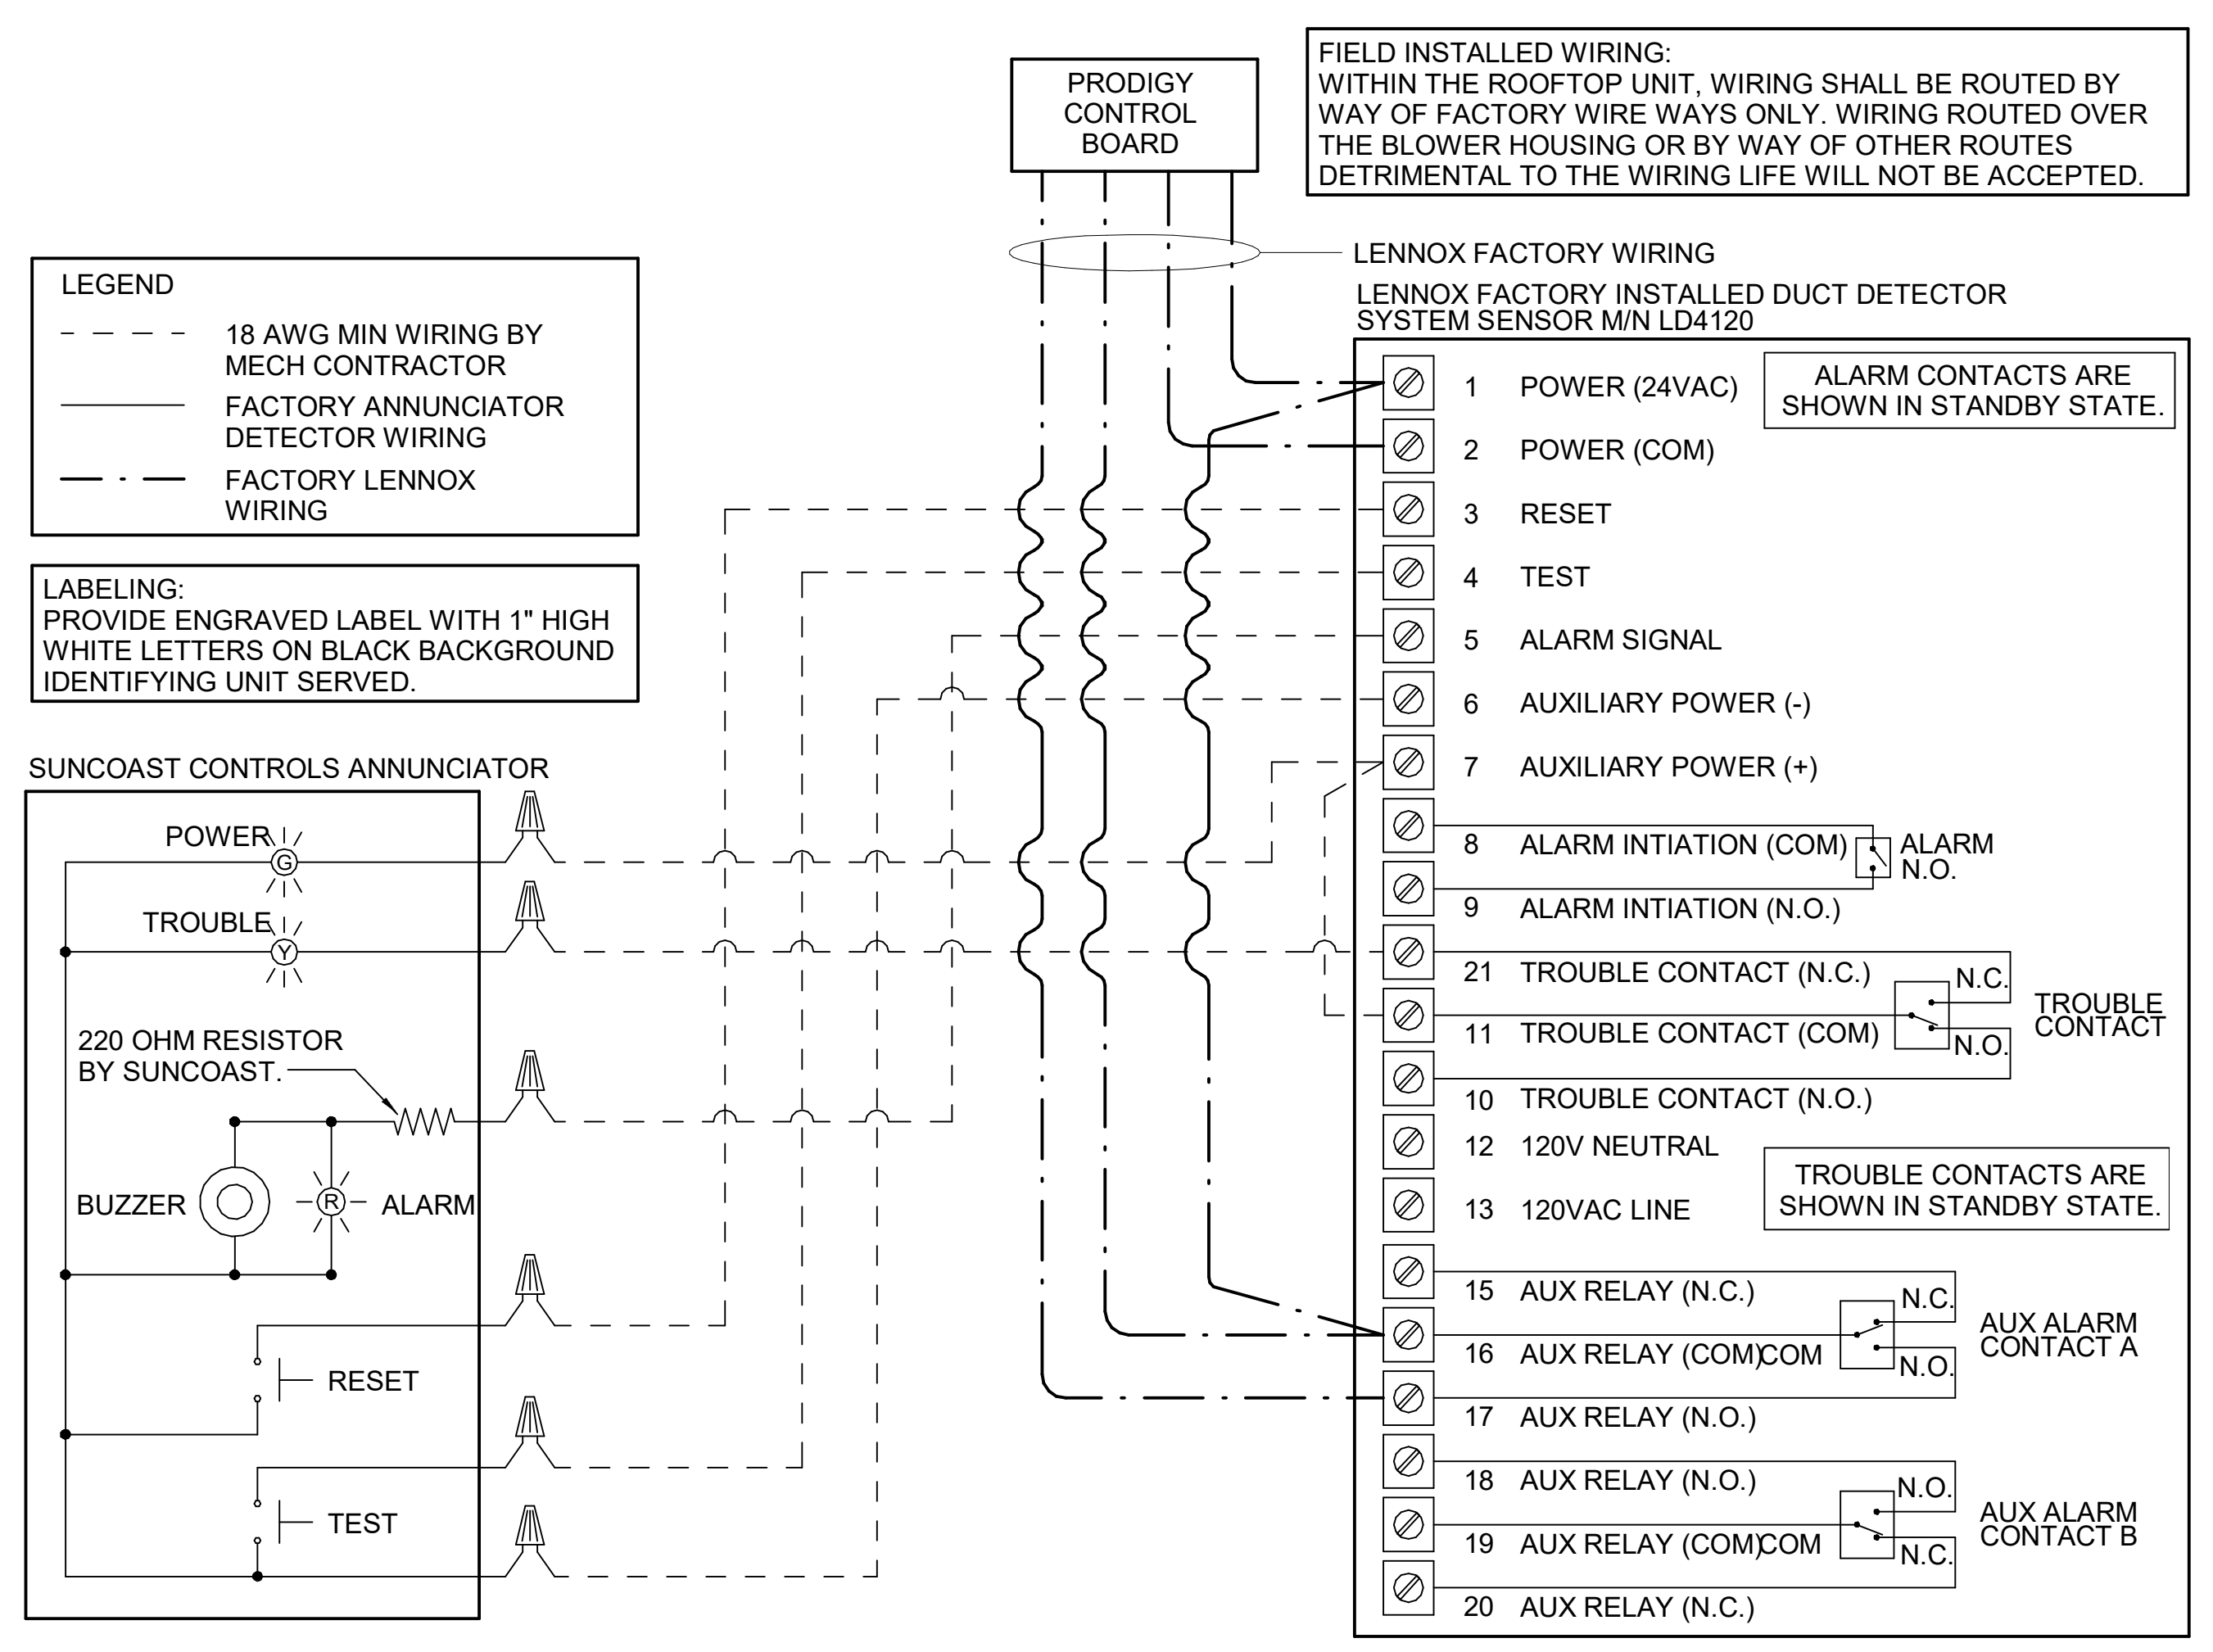 PRODIGY
CONTROL
BOARD
FIELD INSTALLED WIRING:
WITHIN THE ROOFTOP UNIT, WIRING SHALL BE ROUTED BY
WAY OF FACTORY WIRE WAYS ONLY. WIRING ROUTED OVER
THE BLOWER HOUSING OR BY WAY OF OTHER ROUTES
DETRIMENTAL TO THE WIRING LIFE WILL NOT BE ACCEPTED.
LENNOX FACTORY WIRING
LEGEND
18 AWG MIN WIRING BY
MECH CONTRACTOR
FACTORY ANNUNCIATOR
DETECTOR WIRING
FACTORY LENNOX
WIRING
LABELING:
PROVIDE ENGRAVED LABEL WITH 1" HIGH
WHITE LETTERS ON BLACK BACKGROUND
IDENTIFYING UNIT SERVED.
SUNCOAST CONTROLS ANNUNCIATOR
POWER
G
TROUBLE
Y
220 OHM RESISTOR
BY SUNCOAST.
BUZZER
R
ALARM
RESET
TEST
LENNOX FACTORY INSTALLED DUCT DETECTOR
SYSTEM SENSOR M/N LD4120
ALARM CONTACTS ARE
SHOWN IN STANDBY STATE.
1 POWER (24VAC)
2 POWER (COM)
3 RESET
4 TEST
5 ALARM SIGNAL
6 AUXILIARY POWER (-)
7 AUXILIARY POWER (+)
8 ALARM INTIATION (COM)
ALARM
N.O.
9 ALARM INTIATION (N.O.)
21 TROUBLE CONTACT (N.C.)
N.C.
TROUBLE
CONTACT
11 TROUBLE CONTACT (COM)
N.O.
10 TROUBLE CONTACT (N.O.)
12 120V NEUTRAL
13 120VAC LINE
TROUBLE CONTACTS ARE
SHOWN IN STANDBY STATE.
15 AUX RELAY (N.C.)
N.C.
AUX ALARM
CONTACT A
16 AUX RELAY (COM)
COM
N.O.
17 AUX RELAY (N.O.)
18 AUX RELAY (N.O.)
N.O.
AUX ALARM
CONTACT B
19 AUX RELAY (COM)
COM
N.C.
20 AUX RELAY (N.C.)